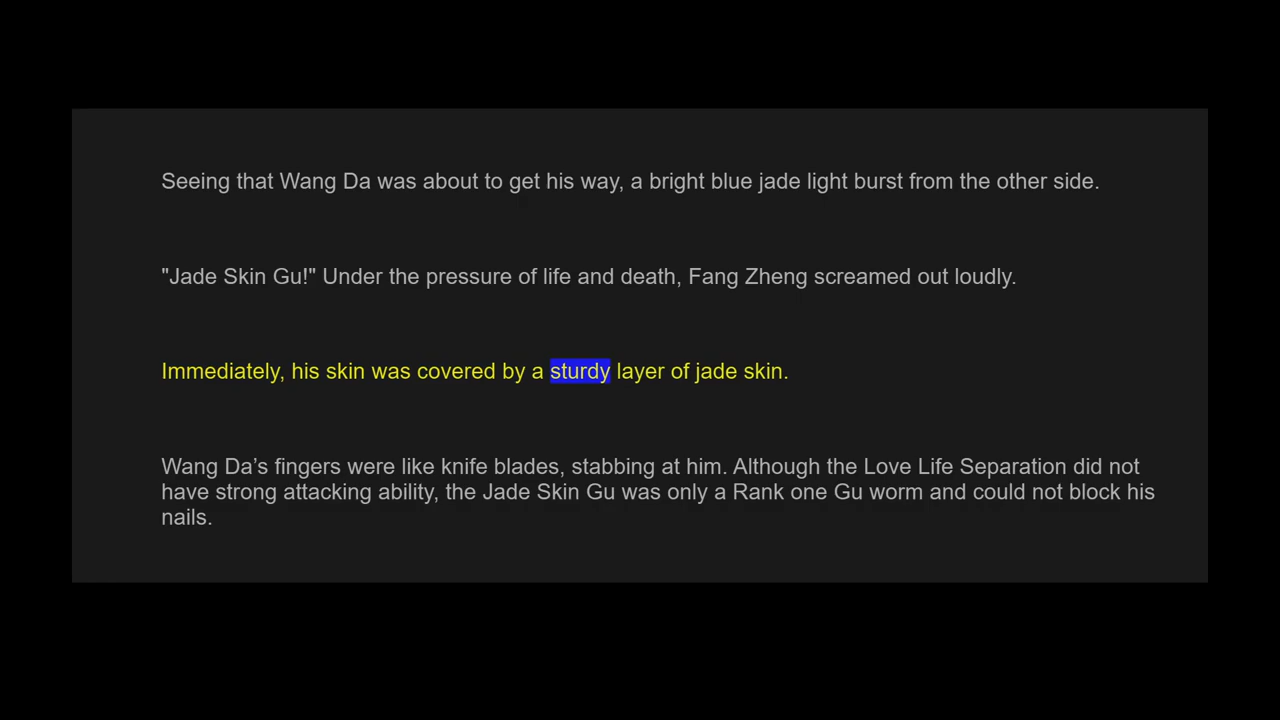 Seeing that Wang Da was about to get his way, a bright blue jade light burst from the other side.
"Jade Skin Gu!" Under the pressure of life and death, Fang Zheng screamed out loudly.
Immediately, his skin was covered by a sturdy layer of jade skin.
Wang Da’s fingers were like knife blades, stabbing at him. Although the Love Life Separation did not
have strong attacking ability, the Jade Skin Gu was only a Rank one Gu worm and could not block his
nails.